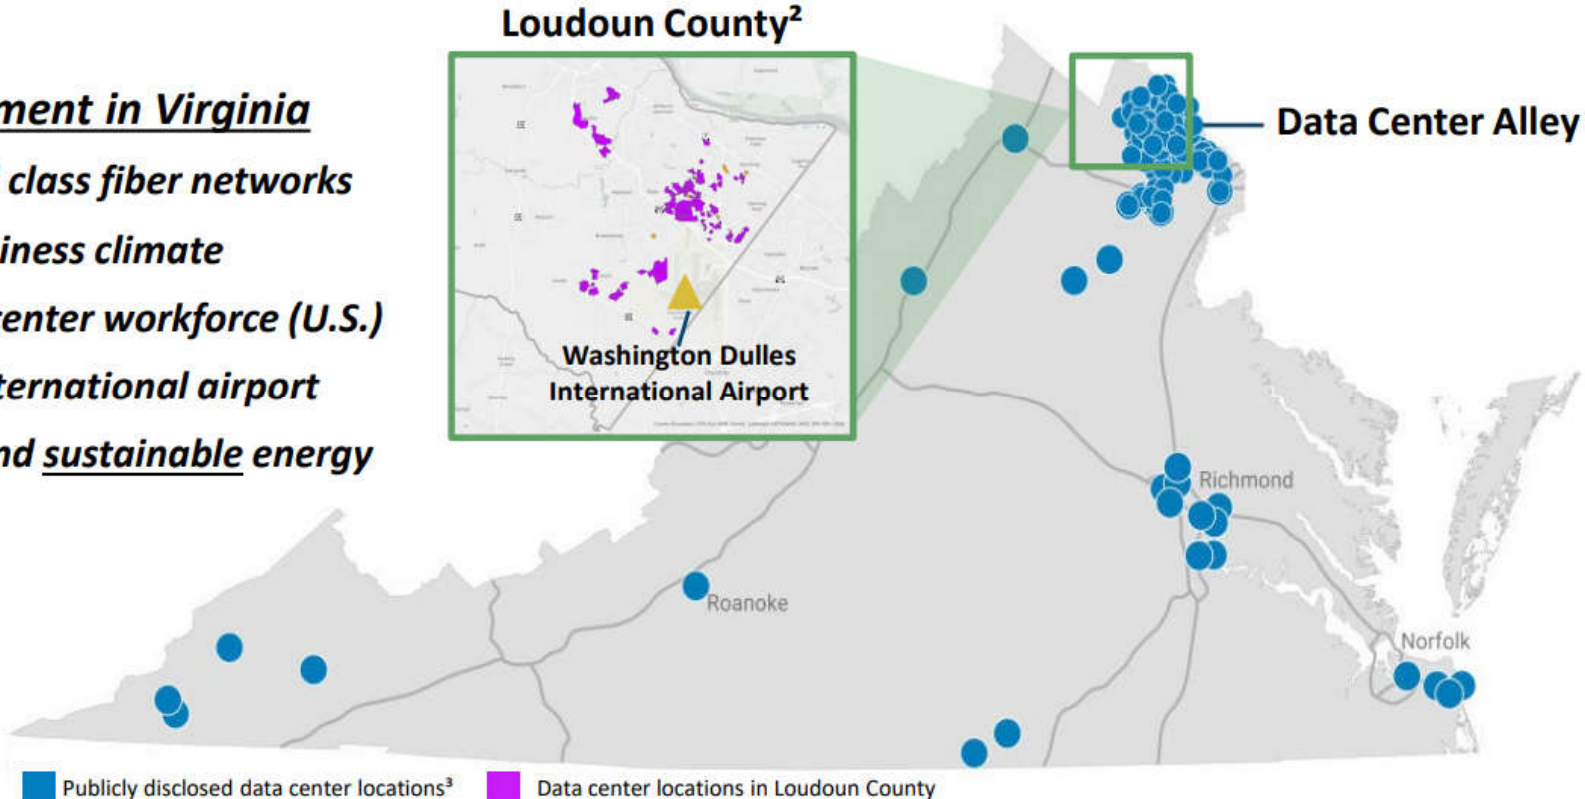 Loudoun County²
ment in Virginia
class fiber networks
iness climate
center workforce (U.S.)
ternational airport
nd sustainable energy
Data Center Alley
Washington Dulles
International Airport
Richmond
Roanoke
Norfolk
Publicly disclosed data center locations³
Data center locations in Loudoun County